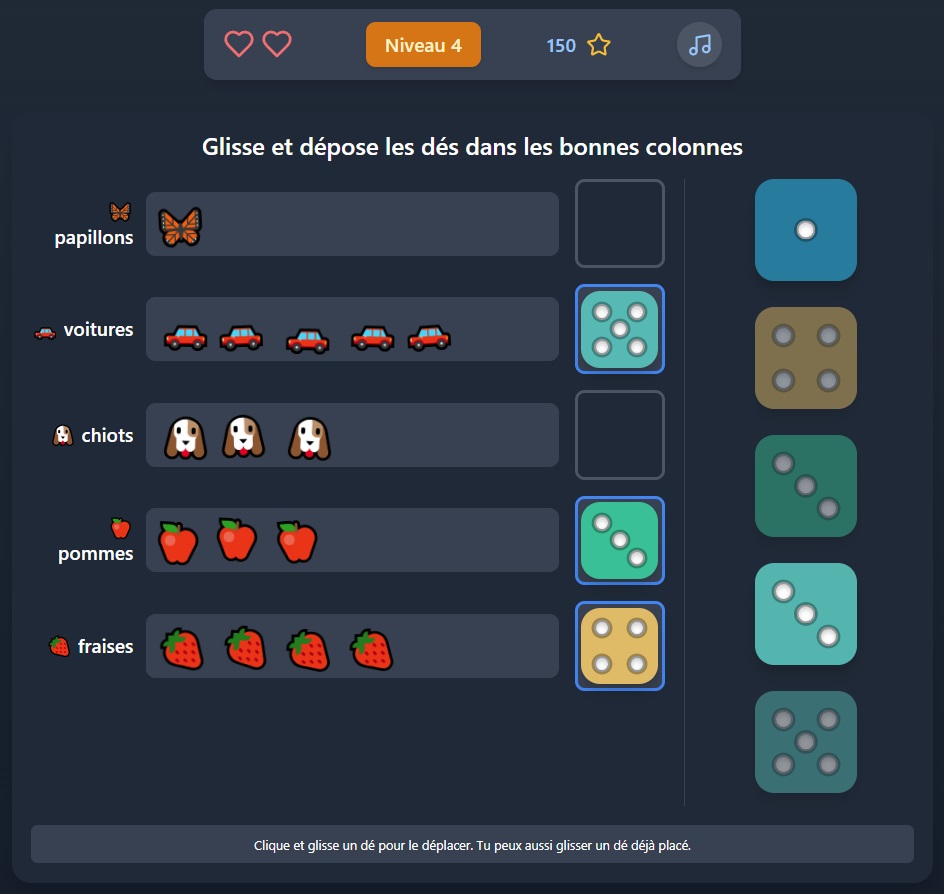 Niveau 4
150
Glisse et dépose les dés dans les bonnes colonnes
papillons
voitures
chiots
pommes
fraises
Clique et glisse un dé pour le déplacer. Tu peux aussi glisser un dé déjà placé.